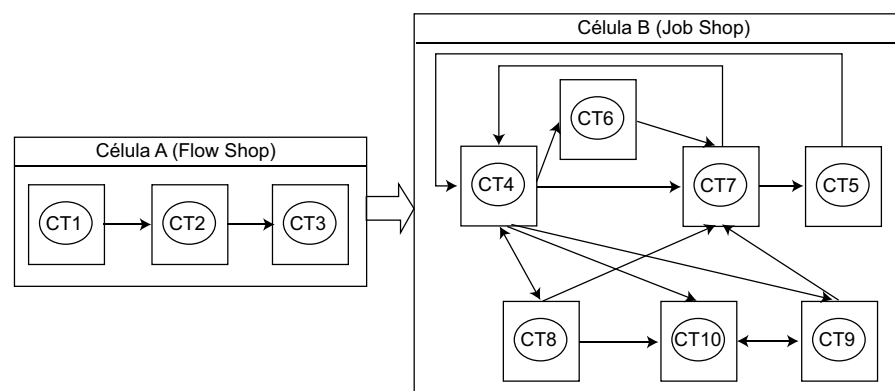 Célula B (Job Shop)
CT6
Célula A (Flow Shop)
CT4
CT7
CT5
CT1
CT2
CT3
CT8
CT10
CT9